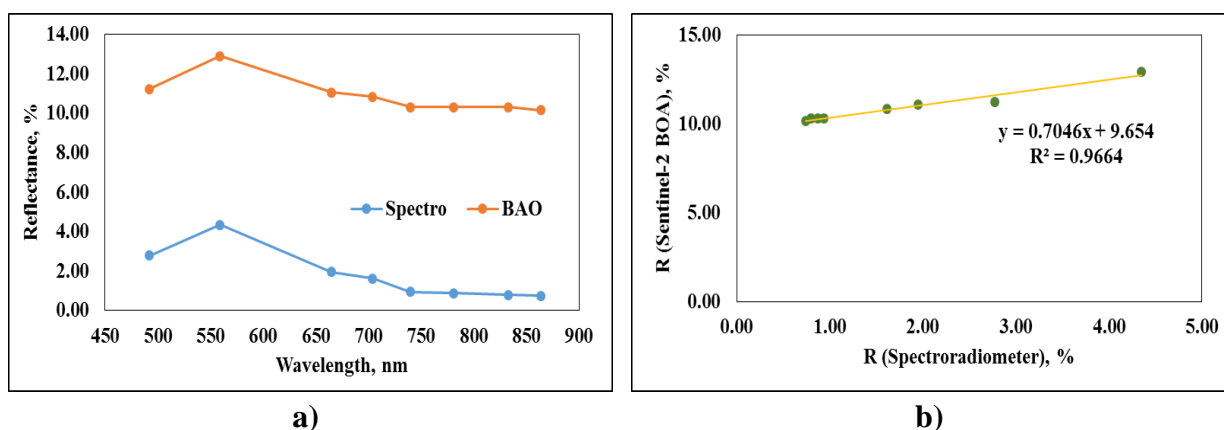 14.00
12.00
10.00
8.00
6.00
4.00
2.00
0.00
Reflectance, %
Spectro BAO
450 500 550 600 650 700 750 800 850 900
Wavelength, nm
a)
15.00
10.00
5.00
0.00
R (Sentinel-2 BOA), %
y = 0.7046x + 9.654
R² = 0.9664
0.00 1.00 2.00 3.00 4.00 5.00
R (Spectroradiometer), %
b)